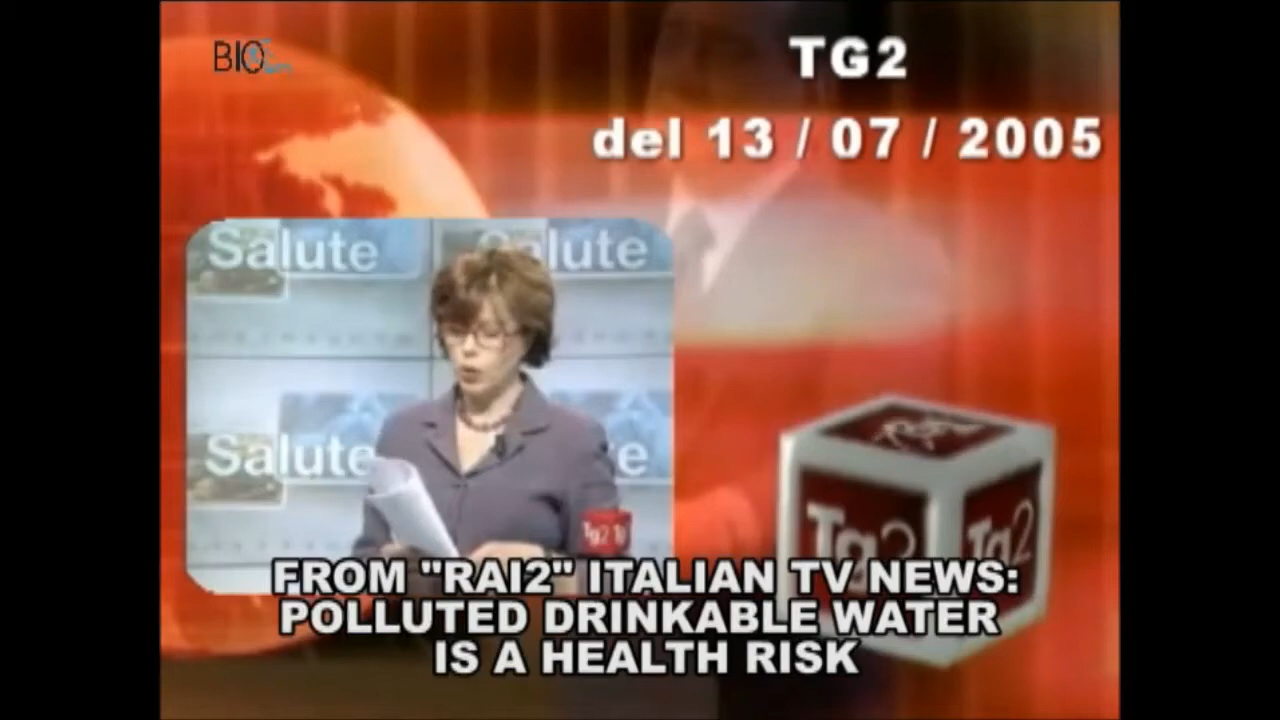 BIO
TG2
del 13 / 07 / 2005
Salute
Salute
Salute
Tg2
Tg2
Tg2
FROM "RAI2" ITALIAN TV NEWS:
POLLUTED DRINKABLE WATER
IS A HEALTH RISK